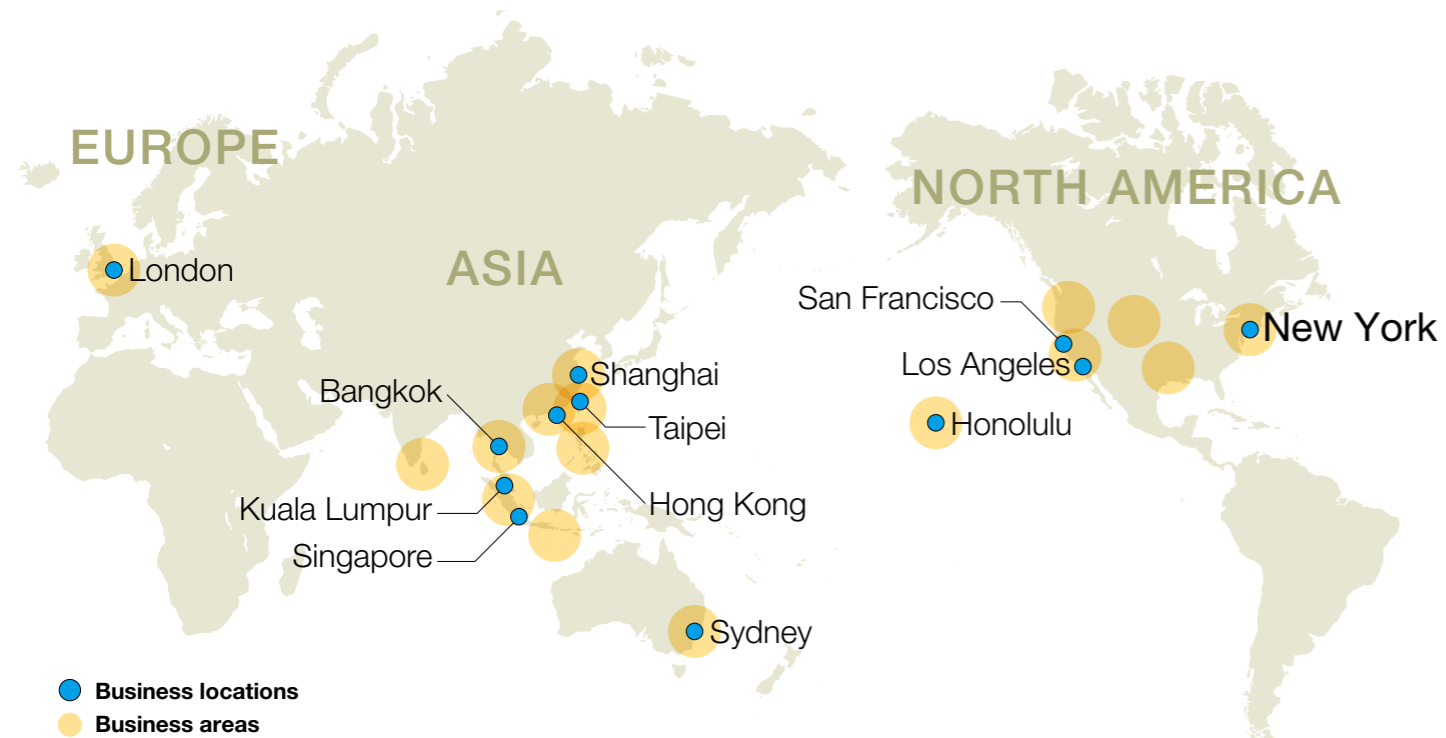 EUROPE
NORTH AMERICA
ASIA
London
San Francisco
New York
Los Angeles
Shanghai
Bangkok
Taipei
Honolulu
Kuala Lumpur
Hong Kong
Singapore
Sydney
Business locations
Business areas